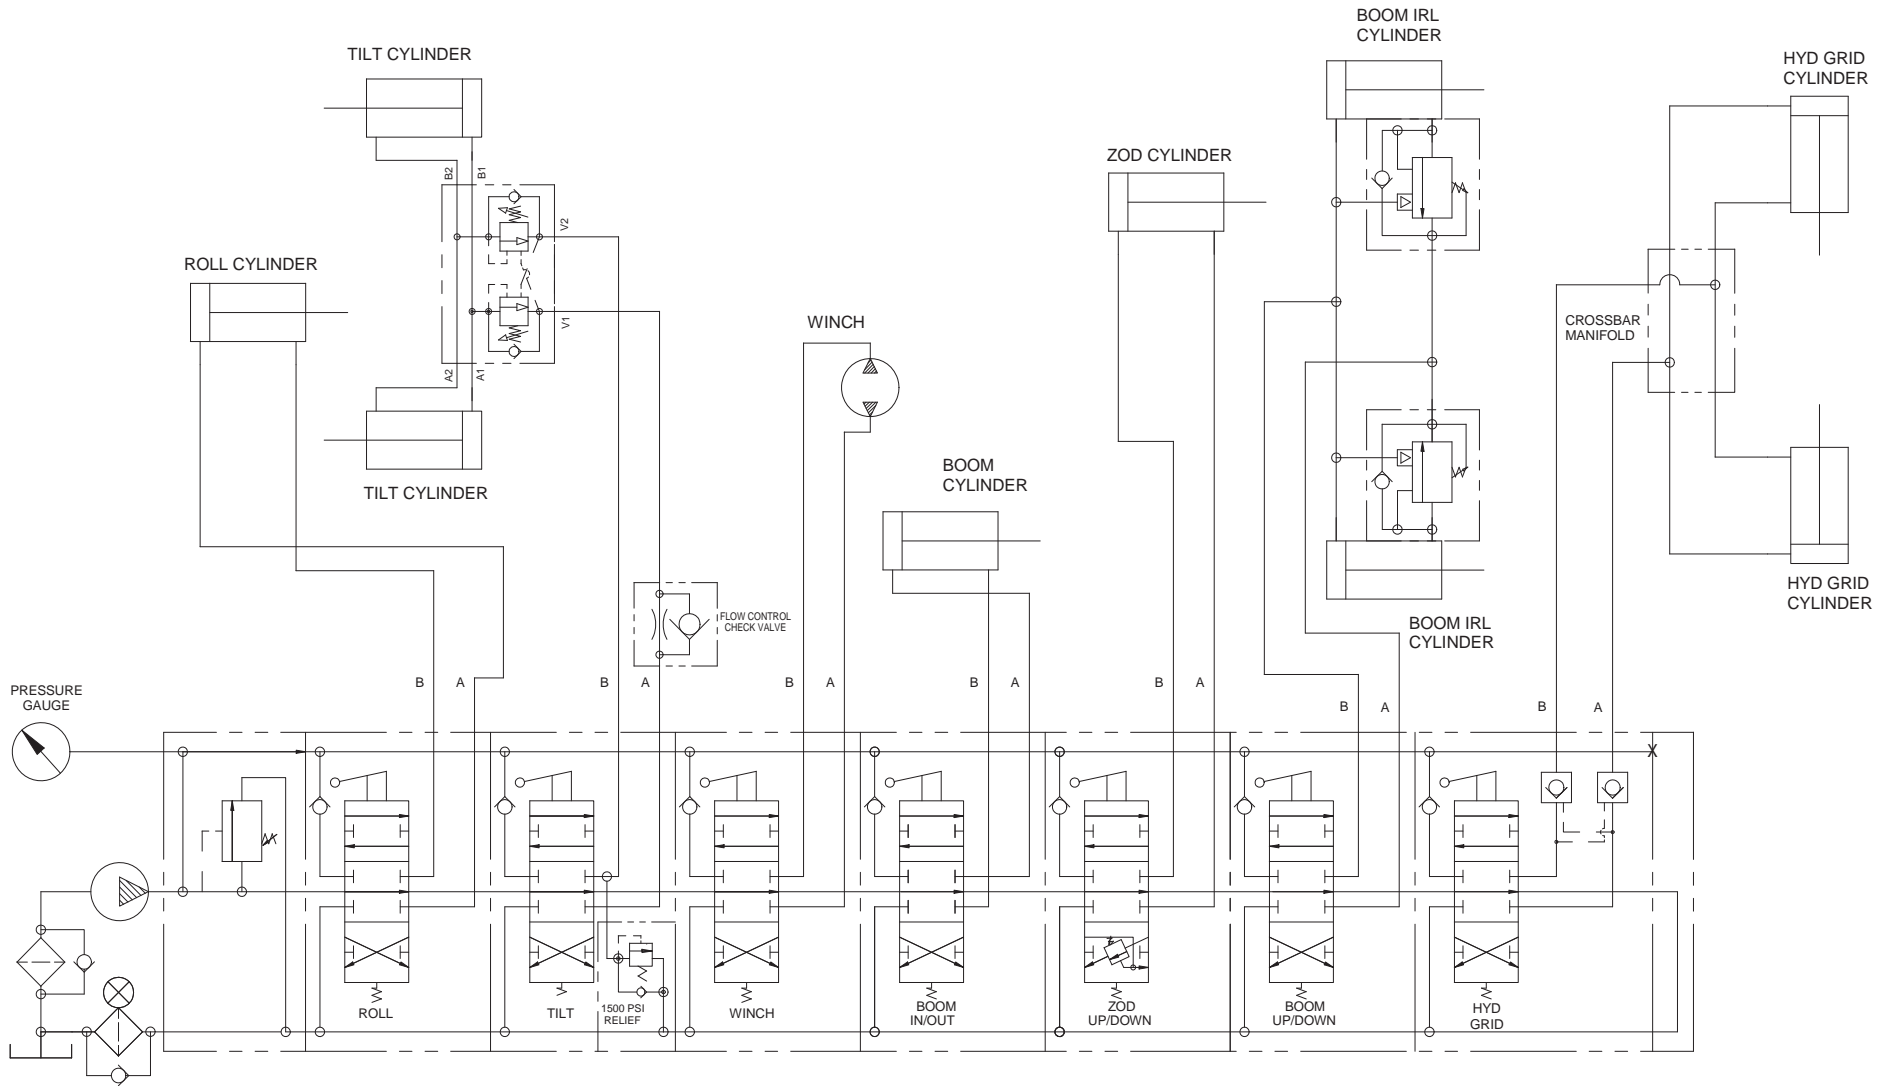 BOOM IRL
CYLINDER
TILT CYLINDER
HYD GRID
CYLINDER
ZOD CYLINDER
B2
B1
V2
ROLL CYLINDER
V1
WINCH
CROSSBAR
MANIFOLD
A2
A1
BOOM
CYLINDER
TILT CYLINDER
HYD GRID
CYLINDER
FLOW CONTROL
CHECK VALVE
BOOM IRL
CYLINDER
B A B A B A B A B A
PRESSURE
GAUGE
B A B A
X
1500 PSI
RELIEF
ROLL
TILT
WINCH
BOOM
IN/OUT
ZOD
UP/DOWN
BOOM
UP/DOWN
HYD
GRID